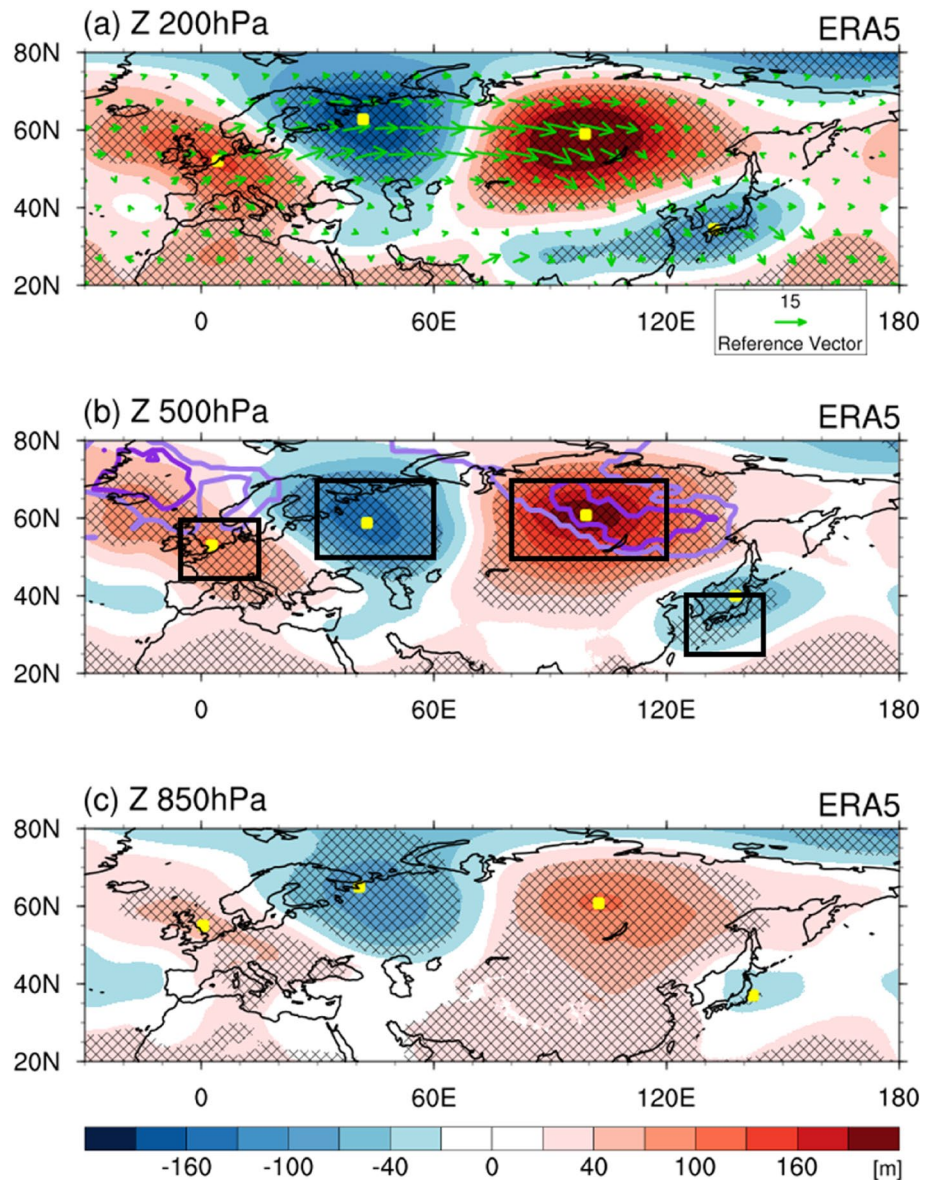 (a) Z 200hPa ERA5
80N
60N
40N
20N
0 60E 120E 180
15
Reference Vector
(b) Z 500hPa ERA5
80N
60N
40N
20N
0 60E 120E 180
(c) Z 850hPa ERA5
80N
60N
40N
20N
0 60E 120E 180
-160 -100 -40 0 40 100 160 [m]